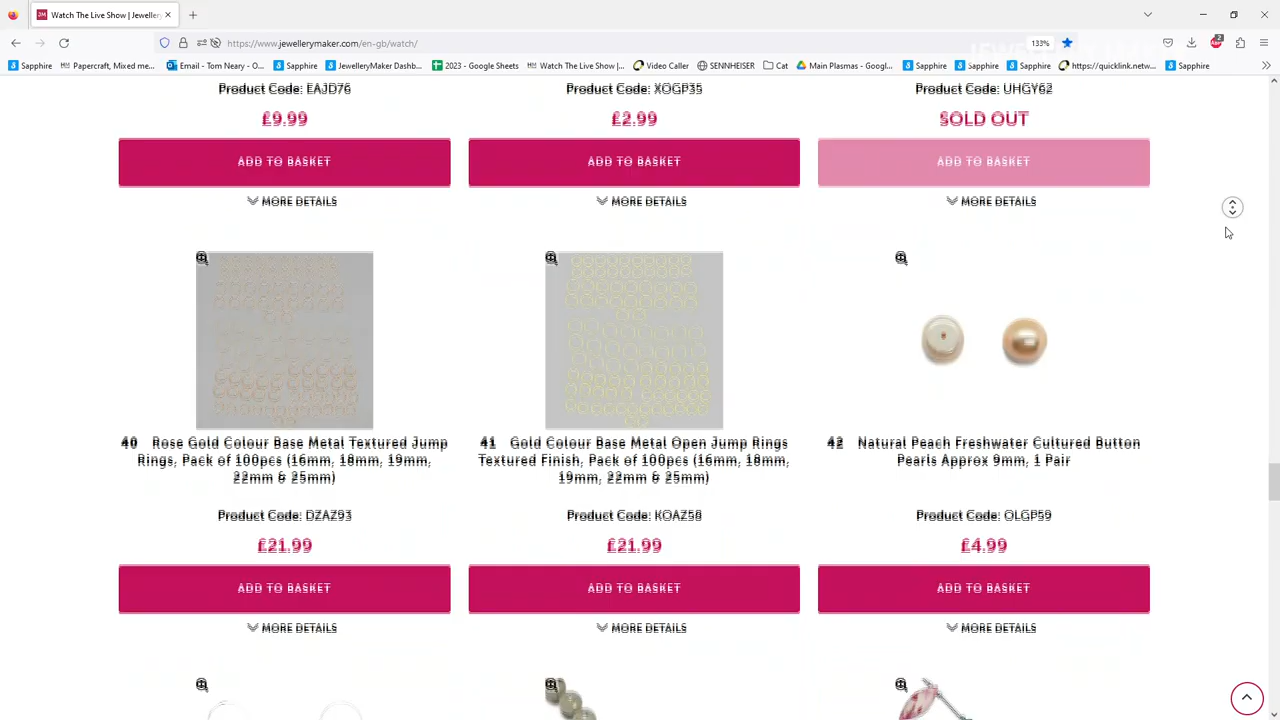 Watch The Live Show | Jeweller
https://www.jewellerymaker.com/en-gb/watch/
133%
2
Sapphire
Papercraft, Mixed me...
Email - Tom Neary - O...
Sapphire
JewelleryMaker Dashb...
2023 - Google Sheets
Watch The Live Show |...
Video Caller
SENNHEISER
Cat
Main Plasmas - Googl...
Sapphire
Sapphire
Sapphire
https://quicklink.netw...
Sapphire
Product Code: EAJD76
Product Code: XOGP35
Product Code: UHGY62
£9.99
£2.99
SOLD OUT
ADD TO BASKET
ADD TO BASKET
ADD TO BASKET
MORE DETAILS
MORE DETAILS
MORE DETAILS
40 Rose Gold Colour Base Metal Textured Jump
Rings, Pack of 100pcs (16mm, 18mm, 19mm,
22mm & 25mm)
41 Gold Colour Base Metal Open Jump Rings
Textured Finish, Pack of 100pcs (16mm, 18mm,
19mm, 22mm & 25mm)
42 Natural Peach Freshwater Cultured Button
Pearls Approx 9mm, 1 Pair
Product Code: DZAZ93
Product Code: KOAZ58
Product Code: OLGP59
£21.99
£21.99
£4.99
ADD TO BASKET
ADD TO BASKET
ADD TO BASKET
MORE DETAILS
MORE DETAILS
MORE DETAILS